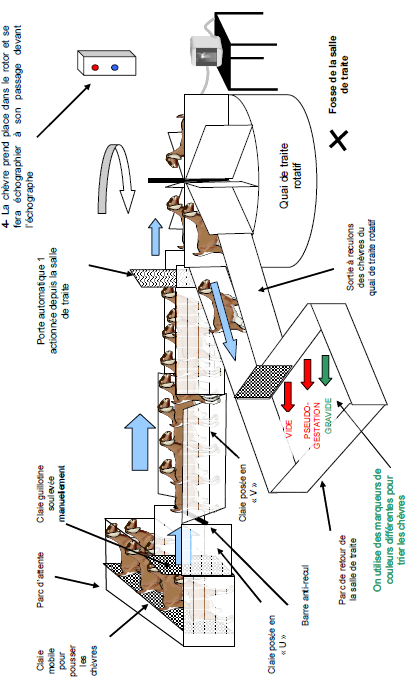 4- La chèvre prend place dans le rotor et se
fera échographier à son passage devant
l'échographe
Porte automatique 1
actionnée depuis la salle
de traite
Claie guillotine
soulevée
manuellement
Parc d'attente
Claie
mobile
pour
pousser
les
chèvres
Fosse de la salle
de traite
Quai de traite
rotatif
Sortie à reculons
des chèvres du
quai de traite rotatif
VIDE
PSEUDO-
GESTATION
GRAVIDE
Claie posée en
« V »
Barre anti-recul
Claie posée en
« U »
Parc de retour de
la salle de traite
On utilise des marqueurs de
couleurs différentes pour
trier les chèvres